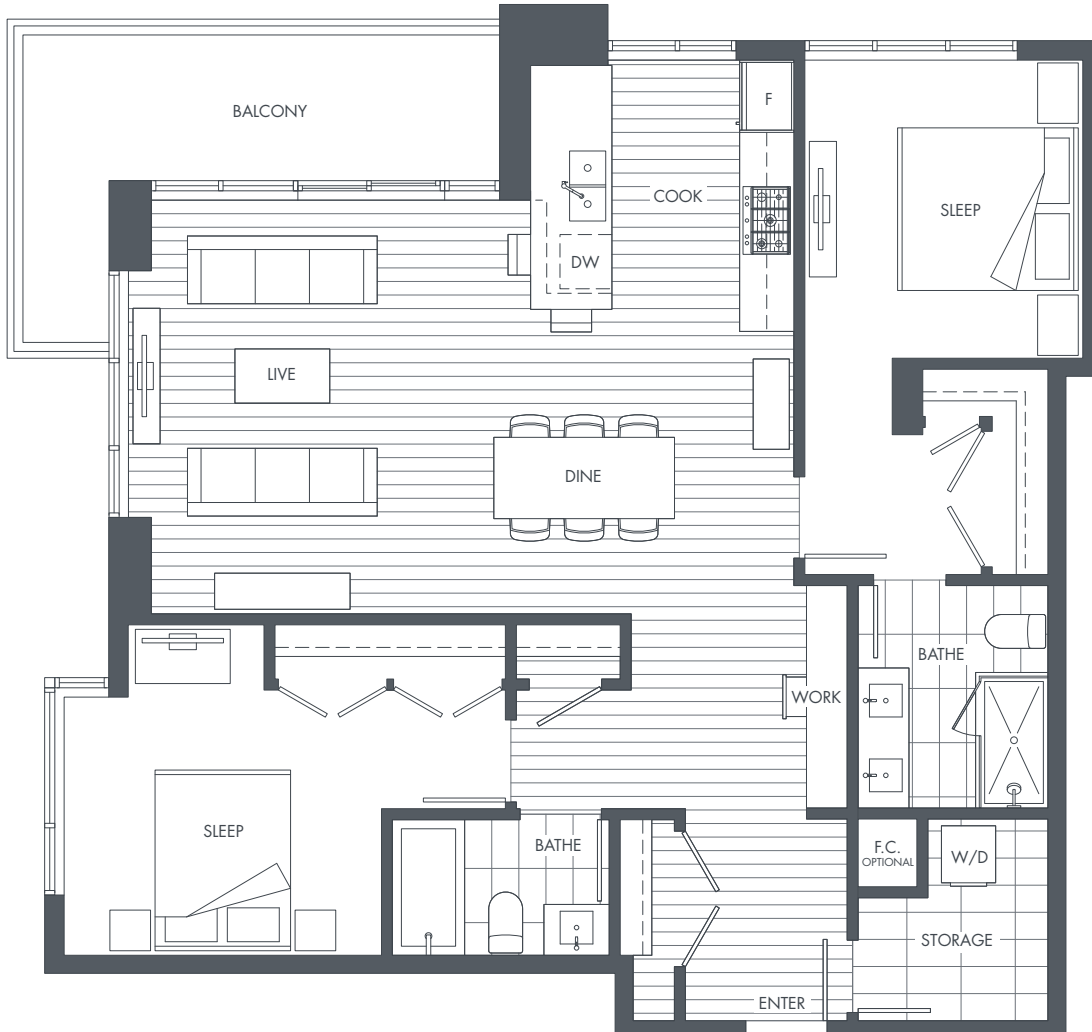 BALCONY
F
COOK
SLEEP
DW
LIVE
DINE
BATHE
WORK
SLEEP
BATHE
F.C.
OPTIONAL
W/D
STORAGE
ENTER